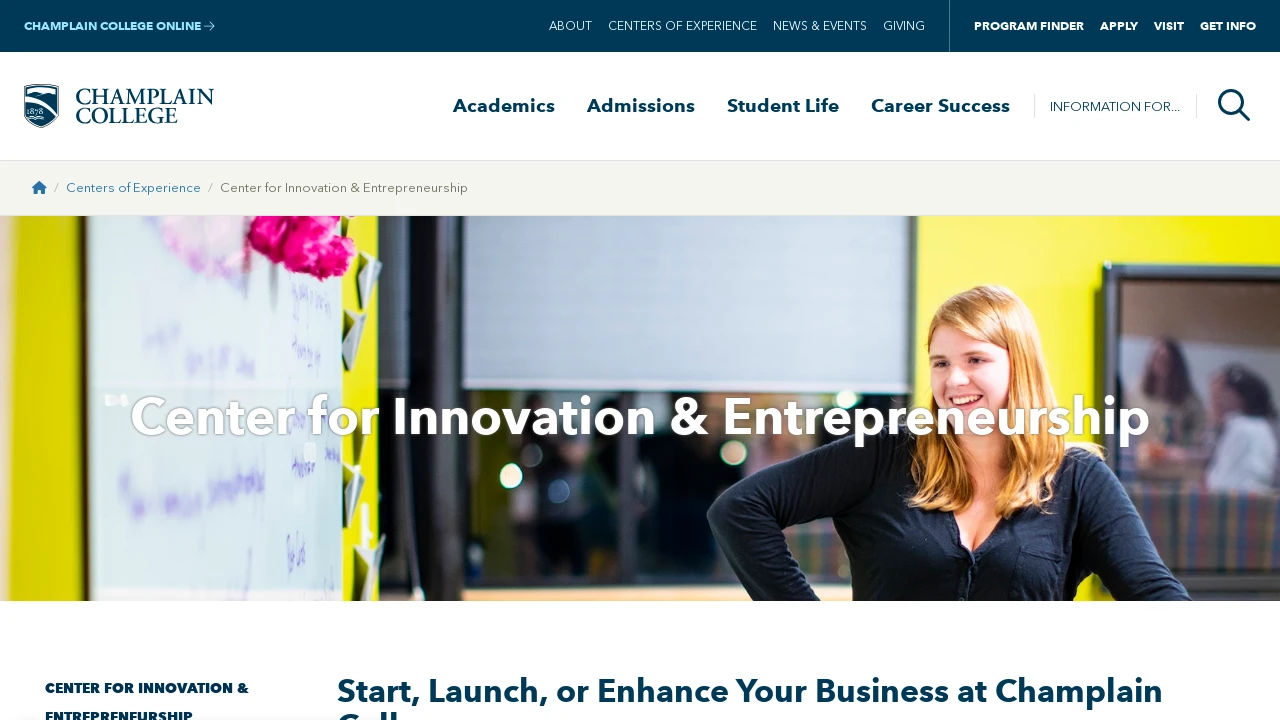 CHAMPLAIN COLLEGE ONLINE
ABOUT
CENTERS OF EXPERIENCE
NEWS & EVENTS
GIVING
PROGRAM FINDER
APPLY
VISIT
GET INFO
1878
CHAMPLAIN
COLLEGE
Academics
Admissions
Student Life
Career Success
INFORMATION FOR...
/ Centers of Experience / Center for Innovation & Entrepreneurship
Center for Innovation & Entrepreneurship
CENTER FOR INNOVATION &
ENTREPRENEURSHIP
Start, Launch, or Enhance Your Business at Champlain